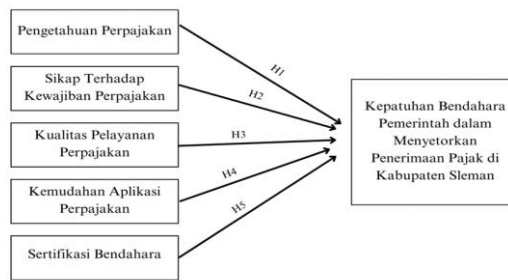 Pengetahuan Perpajakan
H1
Sikap Terhadap
Kewajiban Perpajakan
H2
Kualitas Pelayanan
Perpajakan
H3
Kemudahan Aplikasi
Perpajakan
H4
Sertifikasi Bendahara
H5
Kepatuhan Bendahara
Pemerintah dalam
Menyetorkan
Penerimaan Pajak di
Kabupaten Sleman